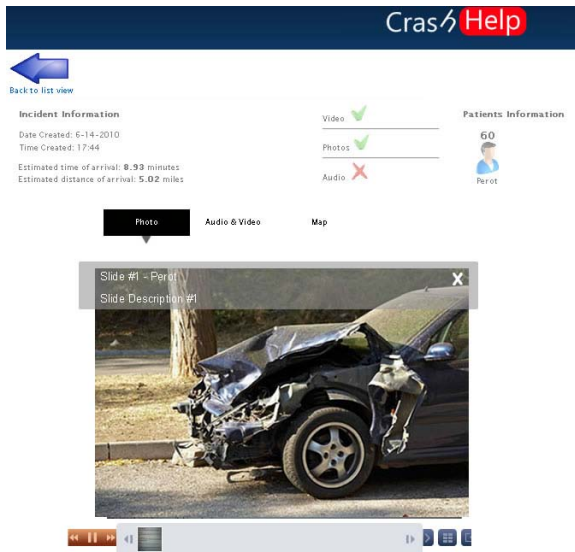 Crash Help
Back to list view
Incident Information
Date Created: 6-14-2010
Time Created: 17:44
Estimated time of arrival: 8.93 minutes
Estimated distance of arrival: 5.02 miles
Video
Photos
Audio
Patients Information
60
Perot
Photo
Audio & Video
Map
Slide #1 - Perot
Slide Description #1